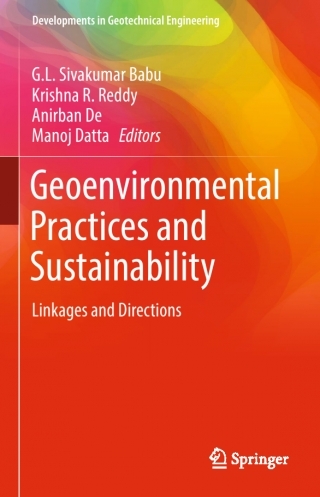 Developments in Geotechnical Engineering
G.L. Sivakumar Babu
Krishna R. Reddy
Anirban De
Manoj Datta Editors
Geoenvironmental
Practices and
Sustainability
Linkages and Directions
Springer